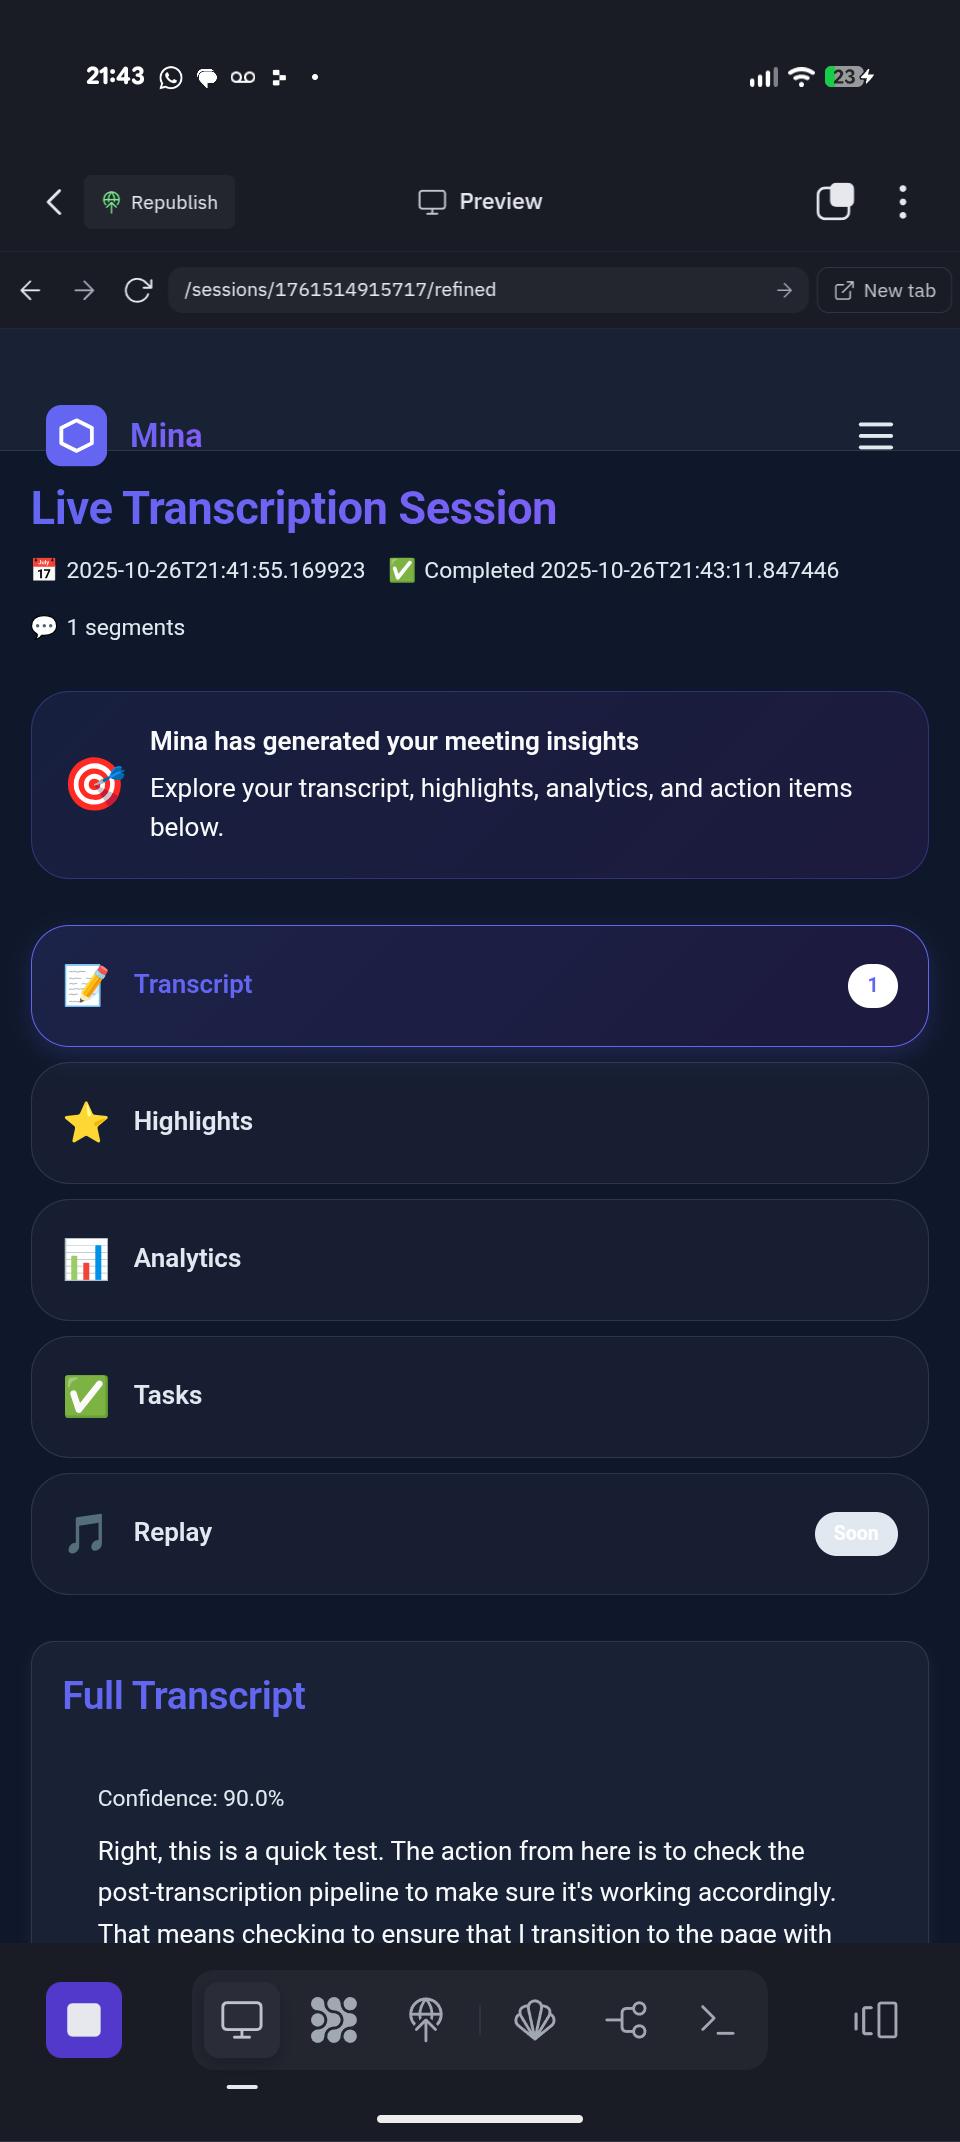 21:43
23
Republish
Preview
/sessions/1761514915717/refined
New tab
Mina
Live Transcription Session
2025-10-26T21:41:55.169923
Completed 2025-10-26T21:43:11.847446
1 segments
Mina has generated your meeting insights
Explore your transcript, highlights, analytics, and action items
below.
Transcript
1
Highlights
Analytics
Tasks
Replay
Soon
Full Transcript
Confidence: 90.0%
Right, this is a quick test. The action from here is to check the
post-transcription pipeline to make sure it's working accordingly.
That means checking to ensure that I transition to the page with